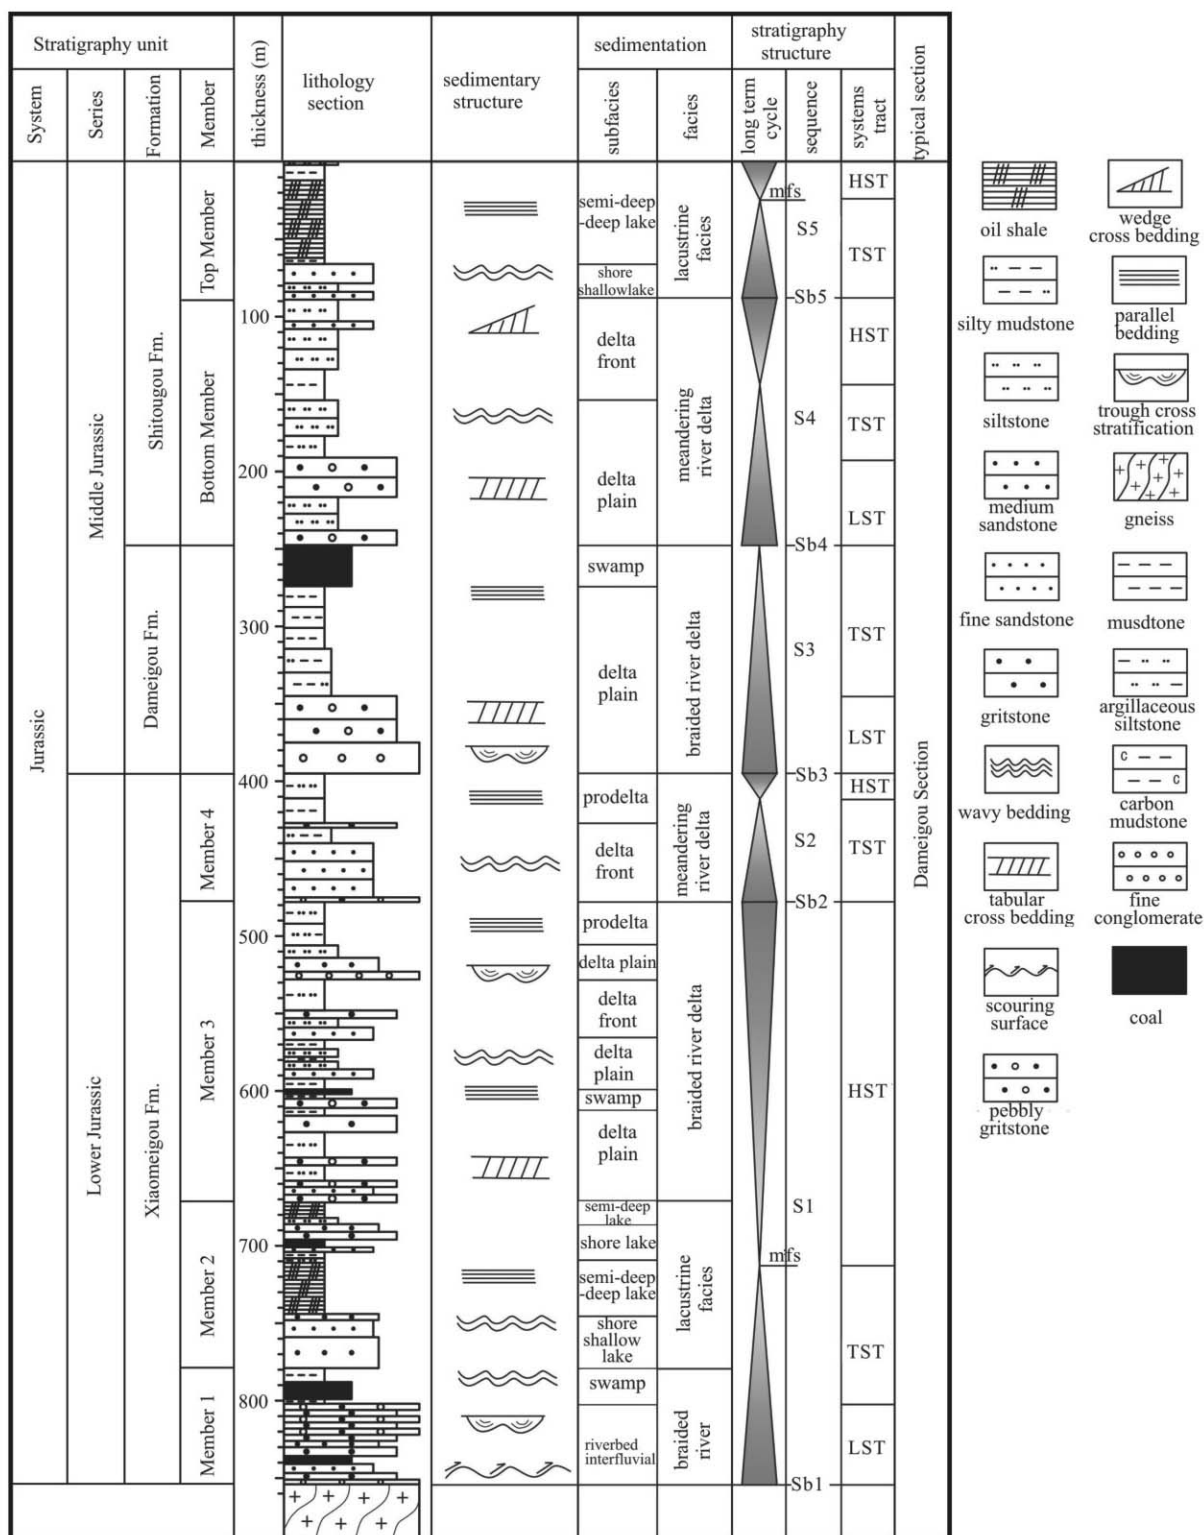 Stratigraphy unit
System
Series
Formation
Member
thickness (m)
lithology
section
sedimentary
structure
sedimentation
subfacies
facies
stratigraphy
structure
long term
cycle
sequence
systems
tract
typical section
Jurassic
Middle Jurassic
Lower Jurassic
Shitougou Fm.
Dameigou Fm.
Xiaomeigou Fm.
Top Member
Bottom Member
Member 4
Member 3
Member 2
Member 1
100
200
300
400
500
600
700
800
semi-deep
-deep lake
shore
shallowlake
delta
front
delta
plain
swamp
delta
plain
prodelta
delta
front
prodelta
delta plain
delta
front
delta
plain
swamp
delta
plain
semi-deep
lake
shore lake
semi-deep
-deep lake
shore
shallow
lake
swamp
riverbed
interfluvial
lacustrine
facies
meandering
river delta
braided river delta
meandering
river delta
braided river delta
lacustrine
facies
braided
river
mfs
Sb5
Sb4
Sb3
Sb2
mfs
Sb1
S5
S4
S3
S2
S1
HST
TST
HST
TST
LST
TST
LST
HST
TST
HST
TST
LST
Dameigou Section
oil shale
wedge
cross bedding
silty mudstone
parallel
bedding
siltstone
trough cross
stratification
medium
sandstone
gneiss
fine sandstone
musdtone
gritstone
argillaceous
siltstone
wavy bedding
C
C
carbon
mudstone
tabular
cross bedding
fine
conglomerate
scouring
surface
coal
pebbly
gritstone